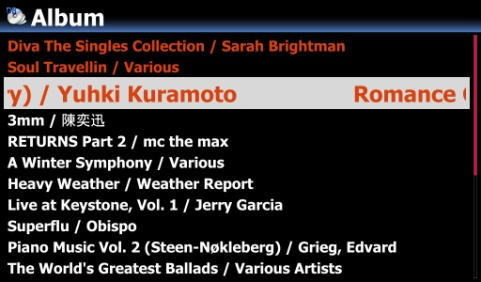 Album
Diva The Singles Collection / Sarah Brightman
Soul Travellin / Various
y) / Yuhki Kuramoto Romance
3mm / 陳奕迅
RETURNS Part 2 / mc the max
A Winter Symphony / Various
Heavy Weather / Weather Report
Live at Keystone, Vol. 1 / Jerry Garcia
Superflu / Obispo
Piano Music Vol. 2 (Steen-Nøkleberg) / Grieg, Edvard
The World's Greatest Ballads / Various Artists